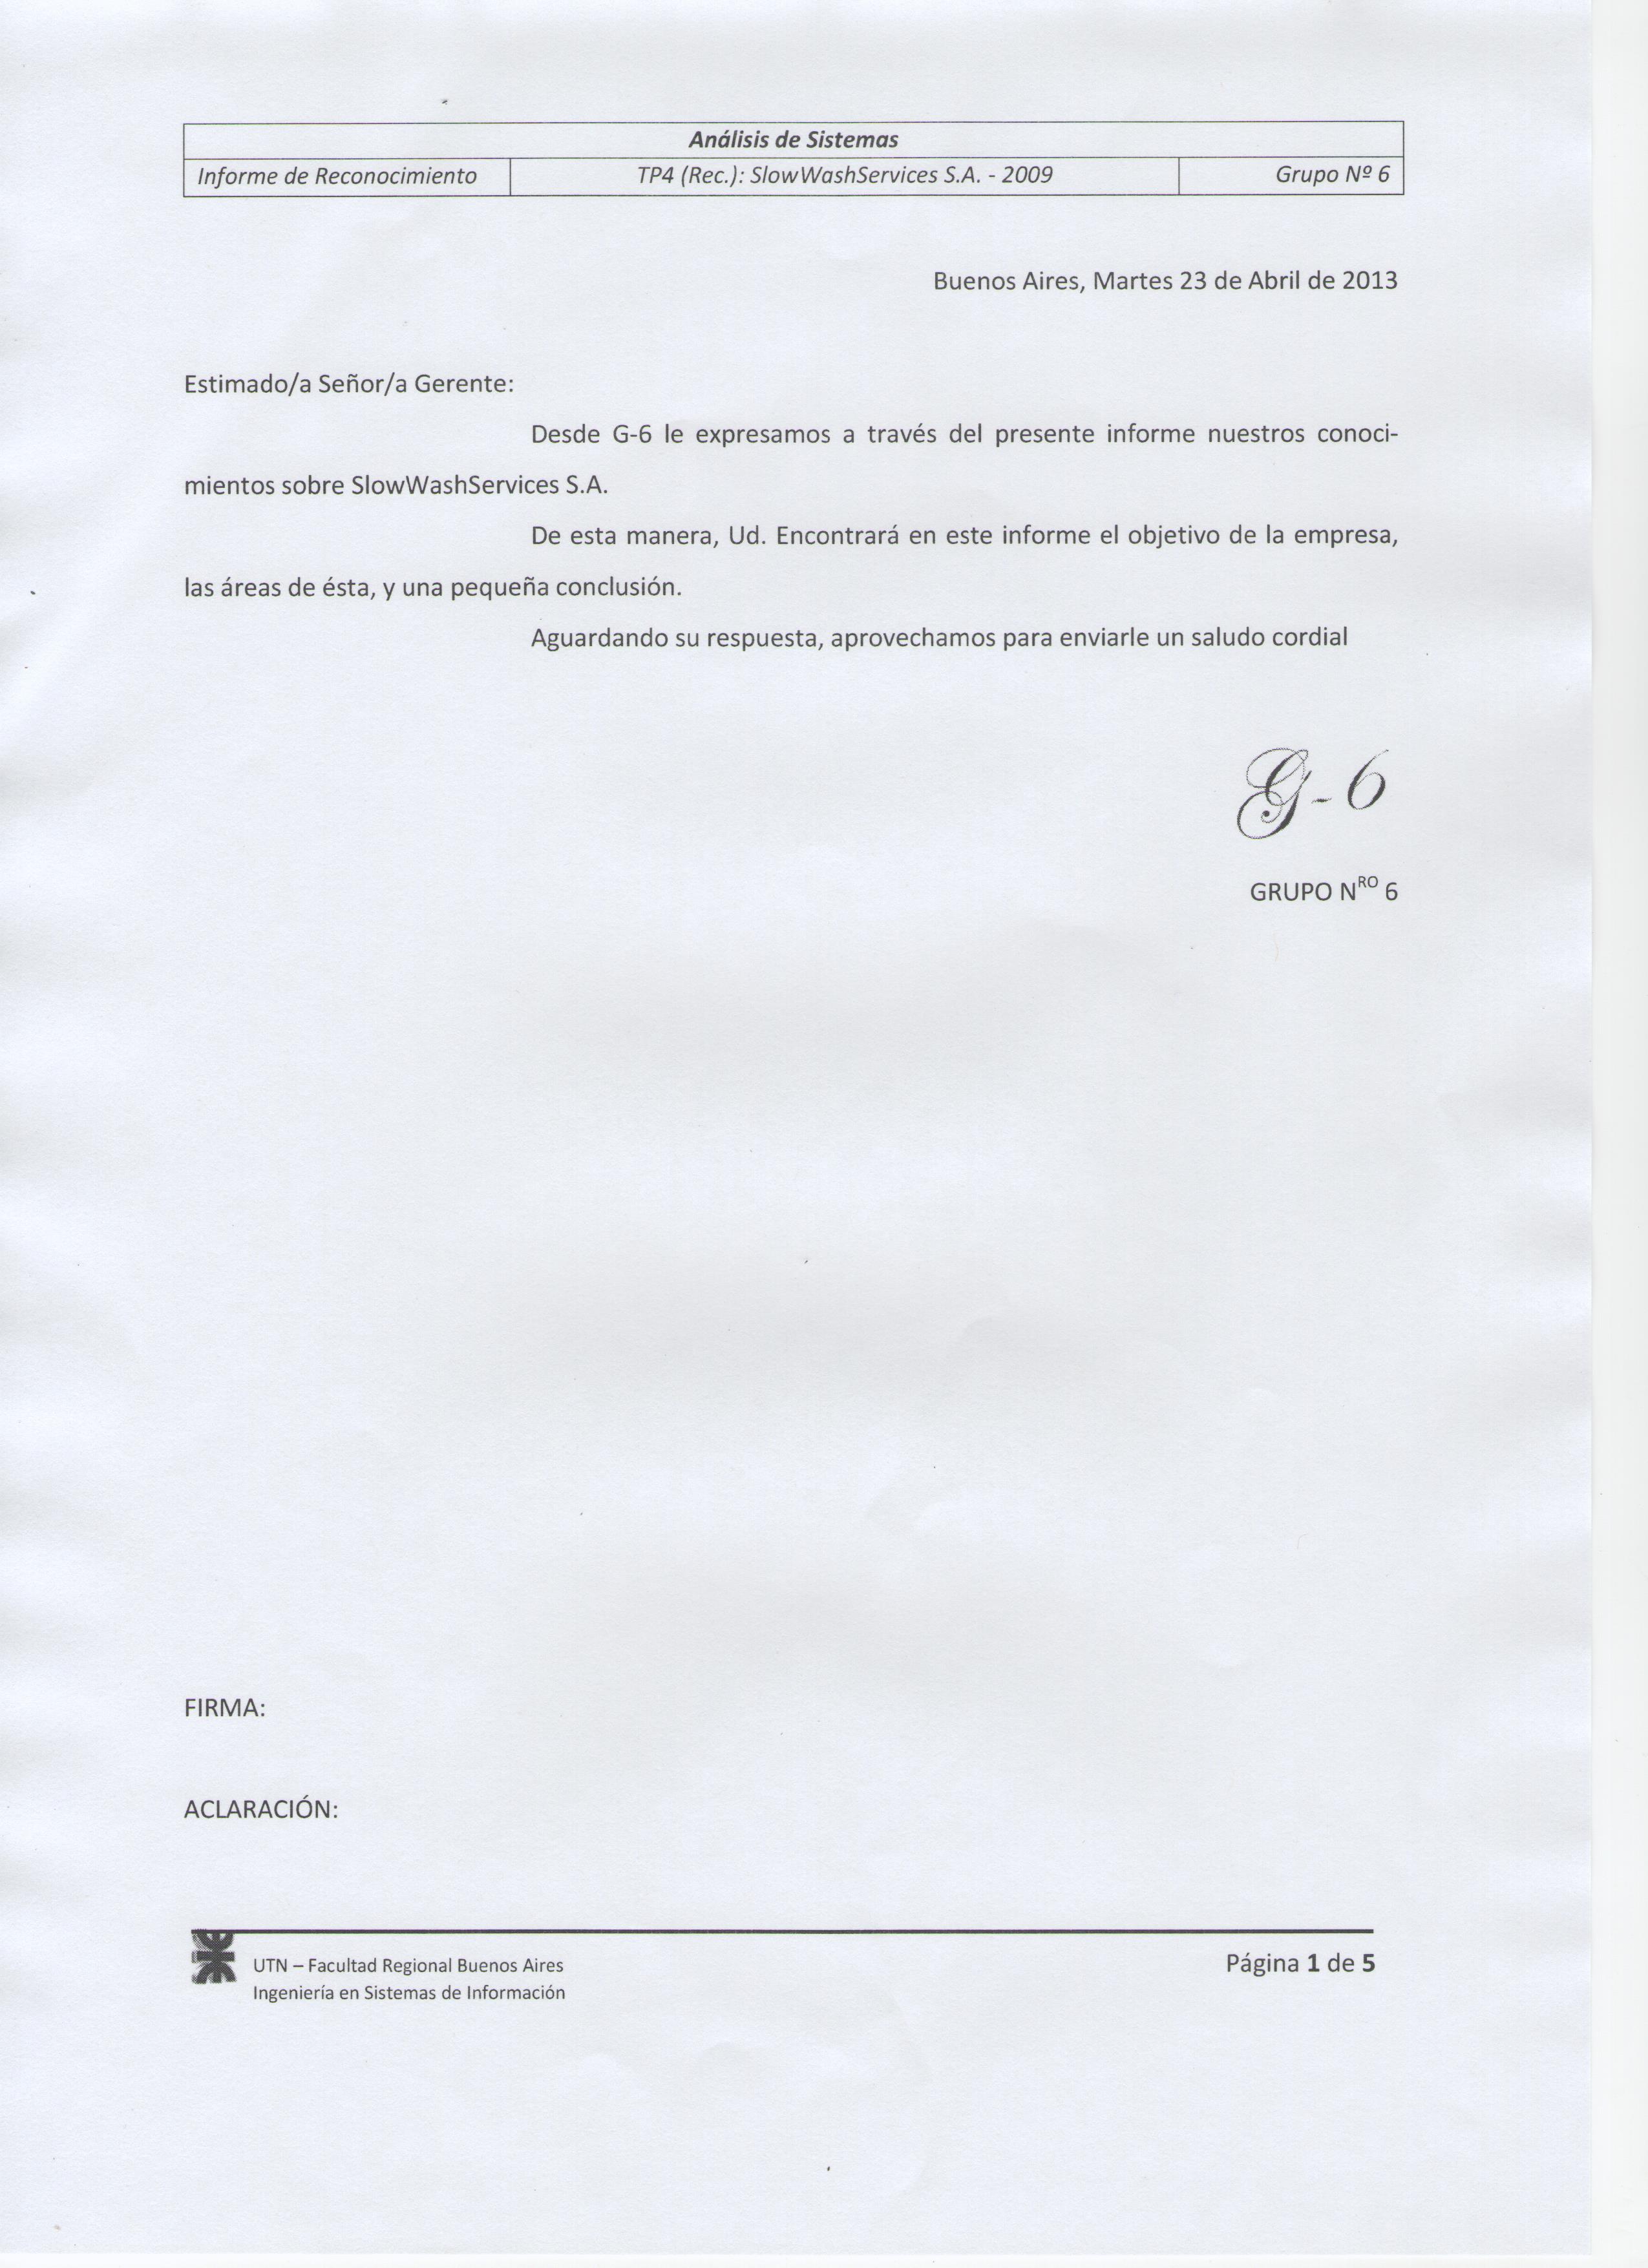 Análisis de Sistemas
Informe de Reconocimiento TP4 (Rec.): SlowWashServices S.A. - 2009 Grupo Nº 6
Buenos Aires, Martes 23 de Abril de 2013
Estimado/a Señor/a Gerente:
Desde G-6 le expresamos a través del presente informe nuestros conoci-
mientos sobre SlowWashServices S.A.
De esta manera, Ud. Encontrará en este informe el objetivo de la empresa,
las áreas de ésta, y una pequeña conclusión.
Aguardando su respuesta, aprovechamos para enviarle un saludo cordial
G-6
GRUPO Nᴿᴼ 6
FIRMA:
ACLARACIÓN:
UTN – Facultad Regional Buenos Aires
Ingeniería en Sistemas de Información
Página 1 de 5